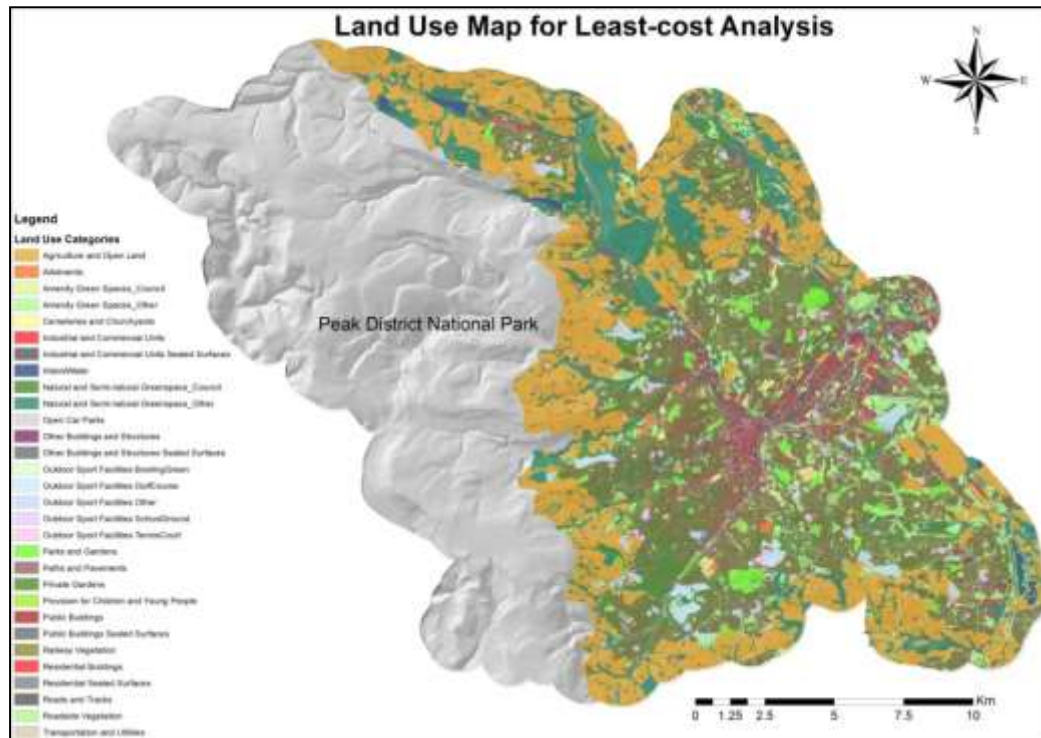 Land Use Map for Least-cost Analysis
N
W
E
S
Legend
Land Use Categories
Agriculture and Open Land
Allotments
Amenity Green Spaces_Council
Amenity Green Spaces_Other
Cemeteries and Churchyards
Industrial and Commercial Units
Industrial and Commercial Units Sealed Surfaces
InlandWater
Natural and Semi-natural Greenspace_Council
Natural and Semi-natural Greenspace_Other
Open Car Parks
Other Buildings and Structures
Other Buildings and Structures Sealed Surfaces
Outdoor Sport Facilities BowlingGreen
Outdoor Sport Facilities GolfCourse
Outdoor Sport Facilities Other
Outdoor Sport Facilities SchoolGround
Outdoor Sport Facilities TennisCourt
Parks and Gardens
Paths and Pavements
Private Gardens
Provision for Children and Young People
Public Buildings
Public Buildings Sealed Surfaces
Railway Vegetation
Residential Buildings
Residential Sealed Surfaces
Roads and Tracks
Roadside Vegetation
Transportation and Utilities
Peak District National Park
Km
0 1.25 2.5 5 7.5 10